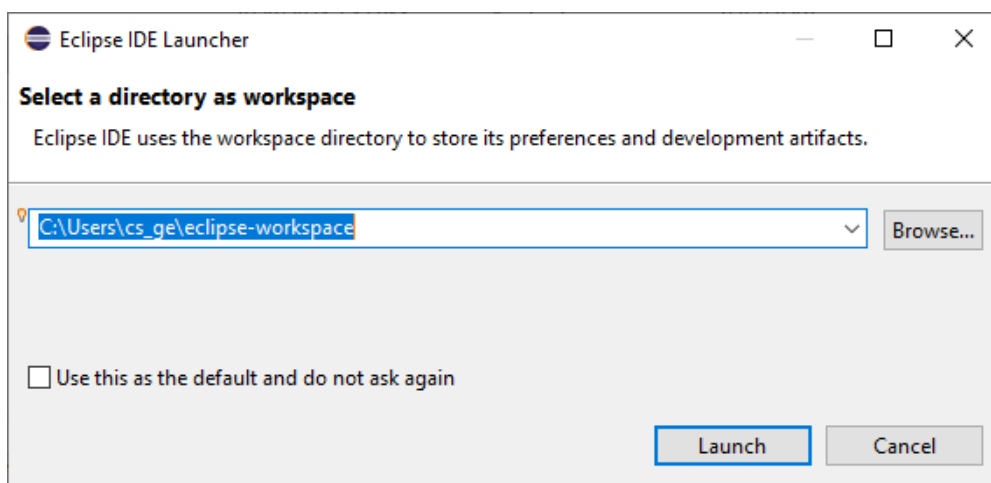 Eclipse IDE Launcher
Select a directory as workspace
Eclipse IDE uses the workspace directory to store its preferences and development artifacts.
C:\Users\cs_ge\eclipse-workspace
Browse...
Use this as the default and do not ask again
Launch
Cancel